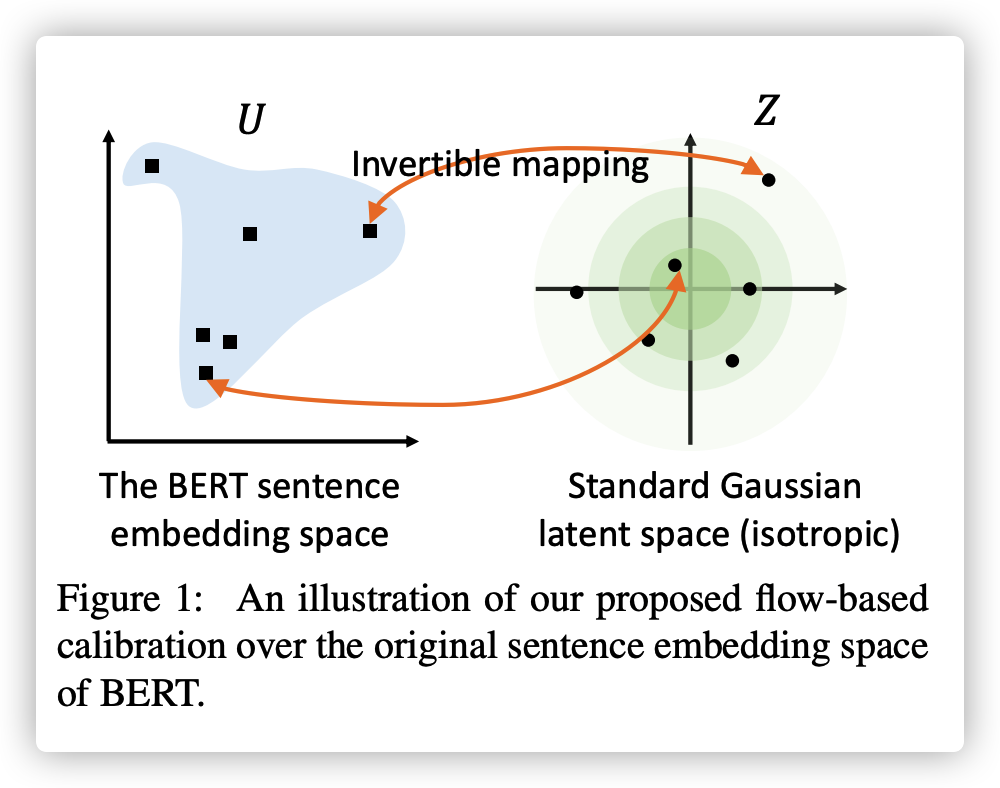 U
Z
Invertible mapping
The BERT sentence
embedding space
Standard Gaussian
latent space (isotropic)
Figure 1: An illustration of our proposed flow-based
calibration over the original sentence embedding space
of BERT.